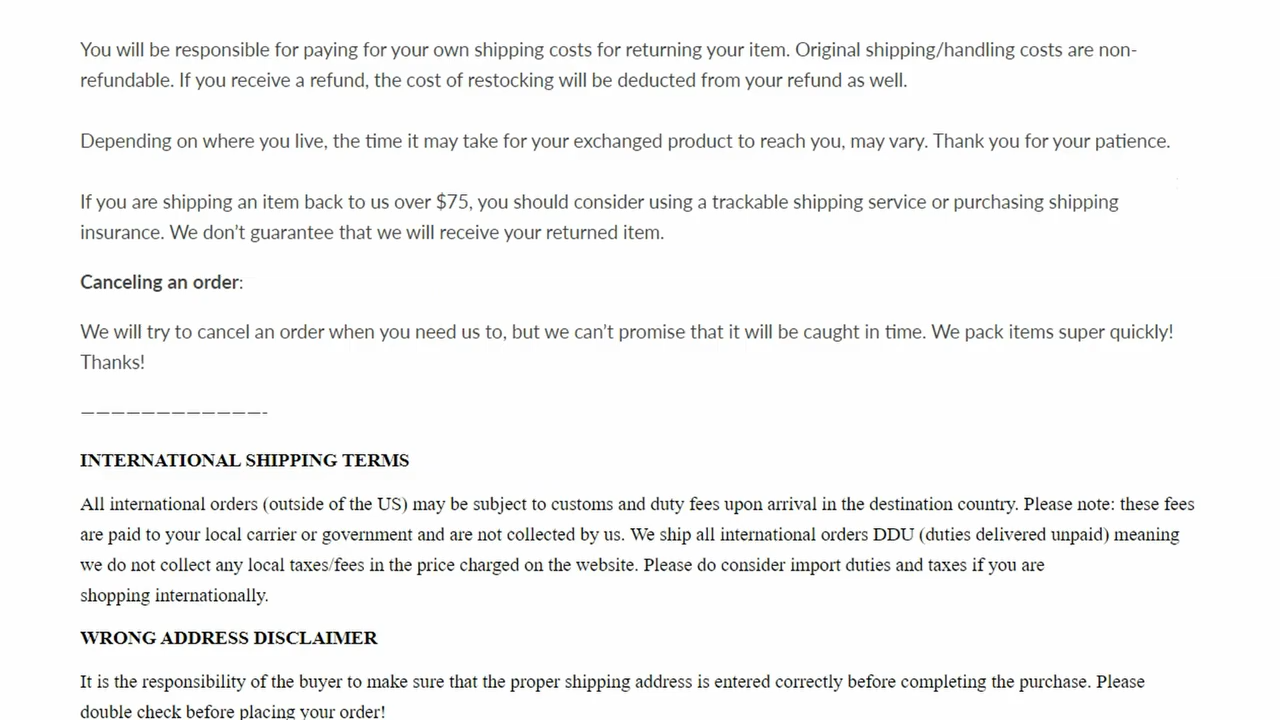 You will be responsible for paying for your own shipping costs for returning your item. Original shipping/handling costs are non-
refundable. If you receive a refund, the cost of restocking will be deducted from your refund as well.
Depending on where you live, the time it may take for your exchanged product to reach you, may vary. Thank you for your patience.
If you are shipping an item back to us over $75, you should consider using a trackable shipping service or purchasing shipping
insurance. We don’t guarantee that we will receive your returned item.
Canceling an order:
We will try to cancel an order when you need us to, but we can’t promise that it will be caught in time. We pack items super quickly!
Thanks!
————————————-
INTERNATIONAL SHIPPING TERMS
All international orders (outside of the US) may be subject to customs and duty fees upon arrival in the destination country. Please note: these fees
are paid to your local carrier or government and are not collected by us. We ship all international orders DDU (duties delivered unpaid) meaning
we do not collect any local taxes/fees in the price charged on the website. Please do consider import duties and taxes if you are
shopping internationally.
WRONG ADDRESS DISCLAIMER
It is the responsibility of the buyer to make sure that the proper shipping address is entered correctly before completing the purchase. Please
double check before placing your order!